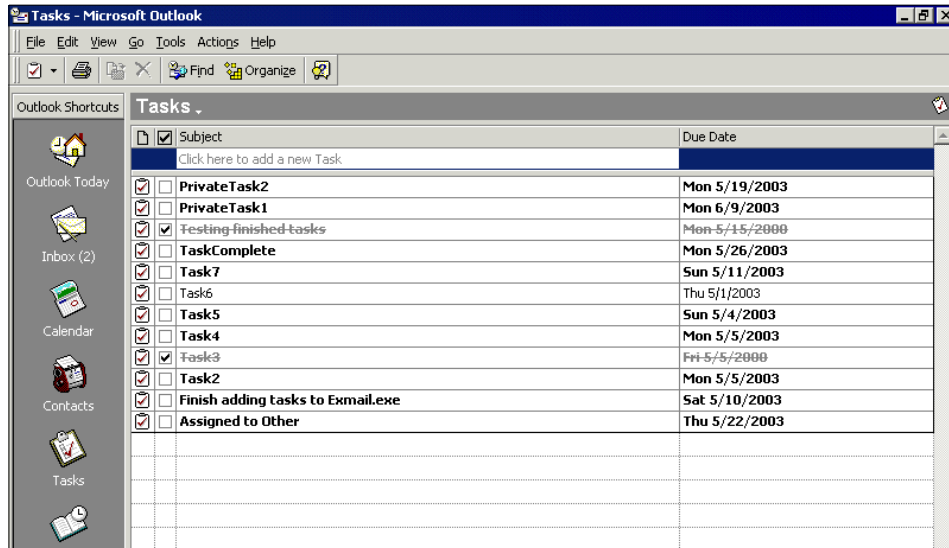 Tasks - Microsoft Outlook
File Edit View Go Tools Actions Help
Find Organize
Outlook Shortcuts
Tasks
Subject Due Date
Click here to add a new Task
Outlook Today
PrivateTask2 Mon 5/19/2003
PrivateTask1 Mon 6/9/2003
Testing finished tasks Mon 5/15/2000
Inbox (2)
TaskComplete Mon 5/26/2003
Task7 Sun 5/11/2003
Task6 Thu 5/1/2003
Task5 Sun 5/4/2003
Calendar
Task4 Mon 5/5/2003
Task3 Fri 5/5/2000
Task2 Mon 5/5/2003
Finish adding tasks to Exmail.exe Sat 5/10/2003
Contacts
Assigned to Other Thu 5/22/2003
Tasks